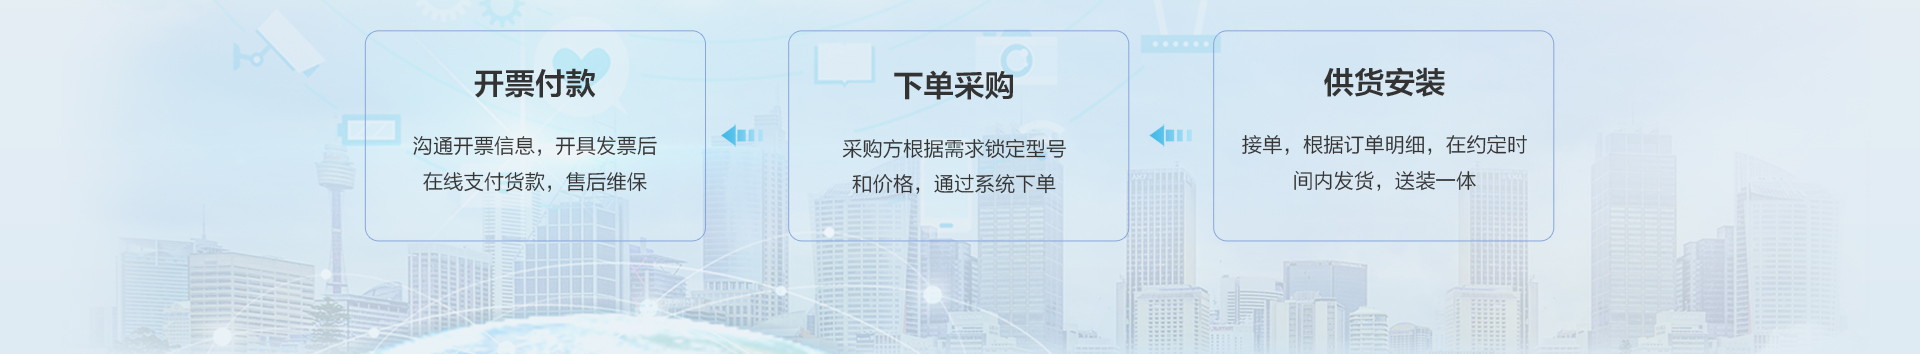 开票付款
沟通开票信息，开具发票后
在线支付货款，售后维保
下单采购
采购方根据需求锁定型号
和价格，通过系统下单
供货安装
接单，根据订单明细，在约定时
间内发货，送装一体